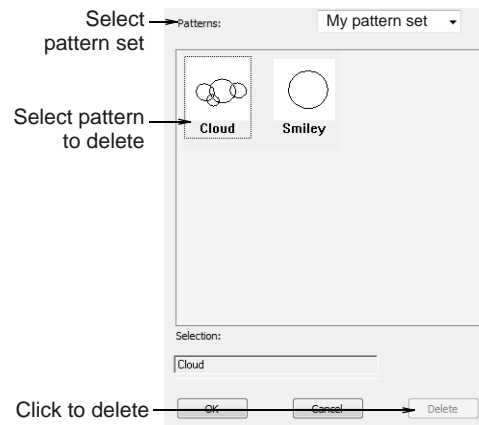 Select
pattern set
Patterns:
My pattern set
Select pattern
to delete
Cloud
Smiley
Selection:
Cloud
Click to delete
OK
Cancel
Delete